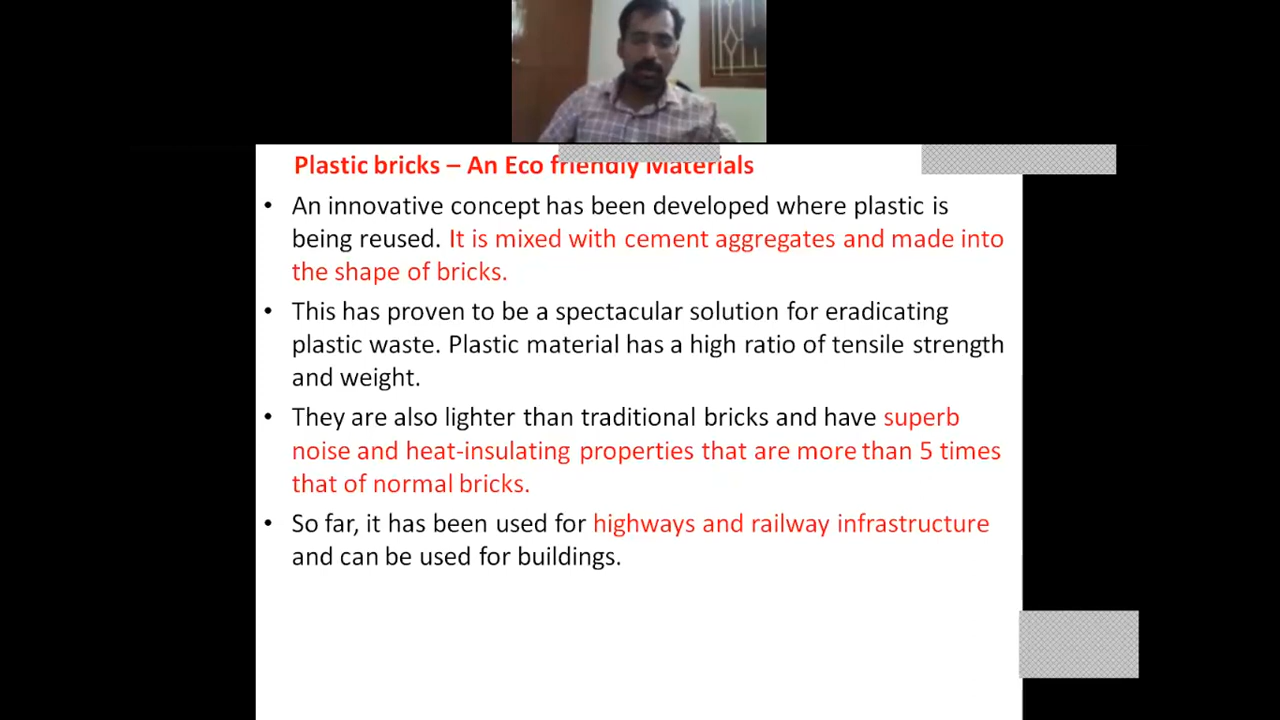 Plastic bricks – An Eco friendly Materials
• An innovative concept has been developed where plastic is
being reused. It is mixed with cement aggregates and made into
the shape of bricks.
• This has proven to be a spectacular solution for eradicating
plastic waste. Plastic material has a high ratio of tensile strength
and weight.
• They are also lighter than traditional bricks and have superb
noise and heat-insulating properties that are more than 5 times
that of normal bricks.
• So far, it has been used for highways and railway infrastructure
and can be used for buildings.